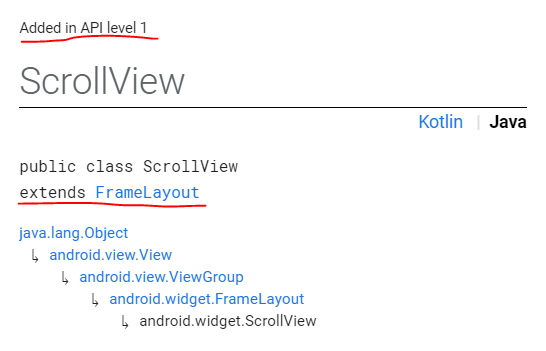 Added in API level 1
ScrollView
Kotlin | Java
public class ScrollView
extends FrameLayout
java.lang.Object
↳ android.view.View
↳ android.view.ViewGroup
↳ android.widget.FrameLayout
↳ android.widget.ScrollView